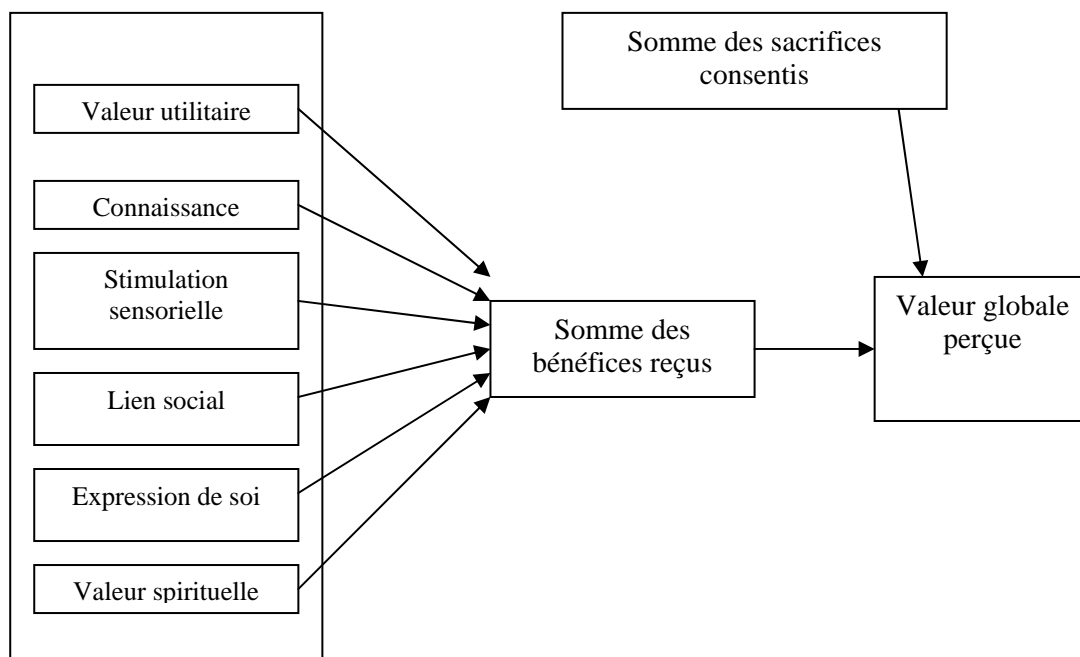 Valeur utilitaire
Connaissance
Stimulation
sensorielle
Lien social
Expression de soi
Valeur spirituelle
Somme des
bénéfices reçus
Somme des sacrifices
consentis
Valeur globale
perçue